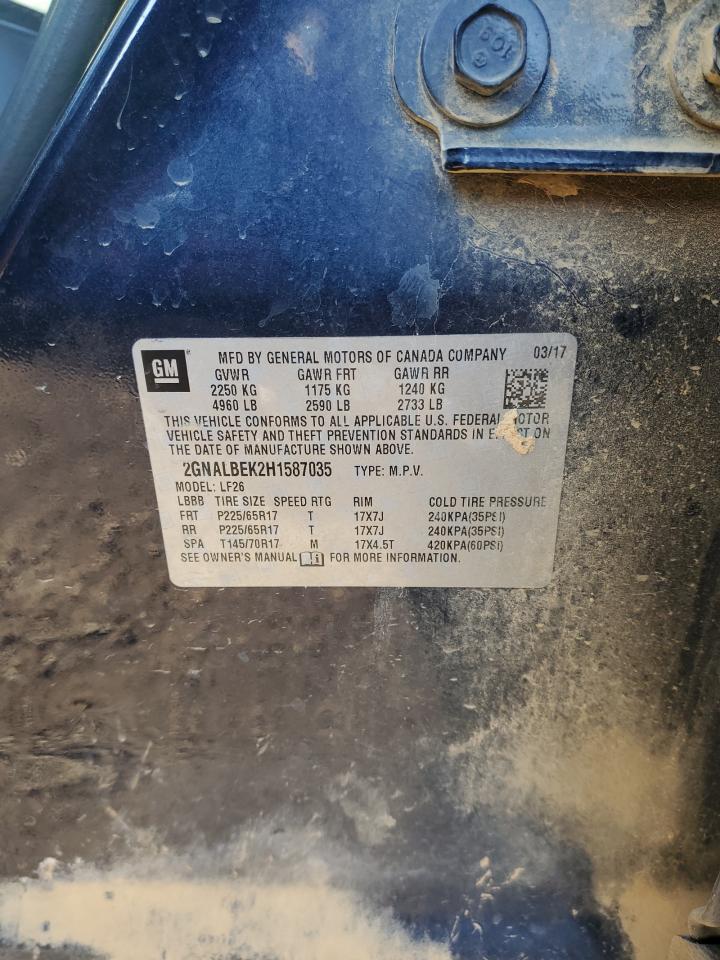 109
GM
MFD BY GENERAL MOTORS OF CANADA COMPANY 03/17
GVWR GAWR FRT GAWR RR
2250 KG 1175 KG 1240 KG
4960 LB 2590 LB 2733 LB
THIS VEHICLE CONFORMS TO ALL APPLICABLE U.S. FEDERAL MOTOR
VEHICLE SAFETY AND THEFT PREVENTION STANDARDS IN EFFECT ON
THE DATE OF MANUFACTURE SHOWN ABOVE.
2GNALBEK2H1587035 TYPE: M.P.V.
MODEL: LF26
LBBB TIRE SIZE SPEED RTG RIM COLD TIRE PRESSURE
FRT P225/65R17 T 17X7J 240KPA(35PSI)
RR P225/65R17 T 17X7J 240KPA(35PSI)
SPA T145/70R17 M 17X4.5T 420KPA(60PSI)
SEE OWNER'S MANUAL i FOR MORE INFORMATION.